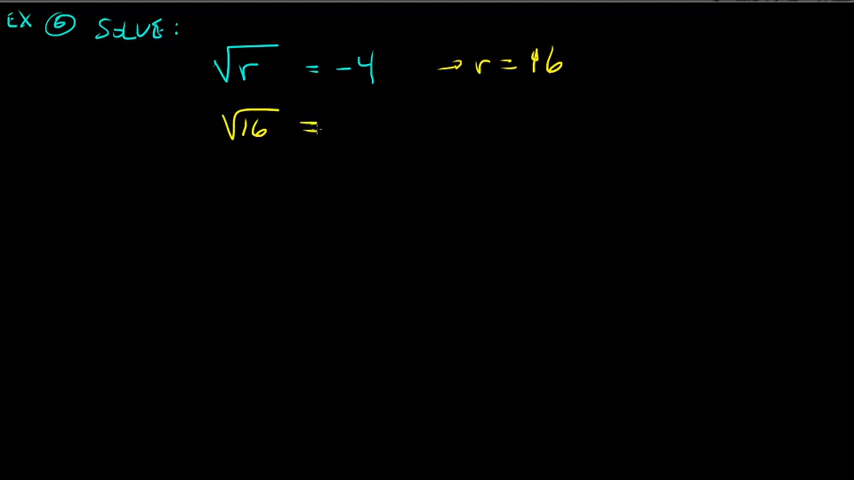 EX ⑥ SOLVE:
√r = -4 → r = 16
√16 =